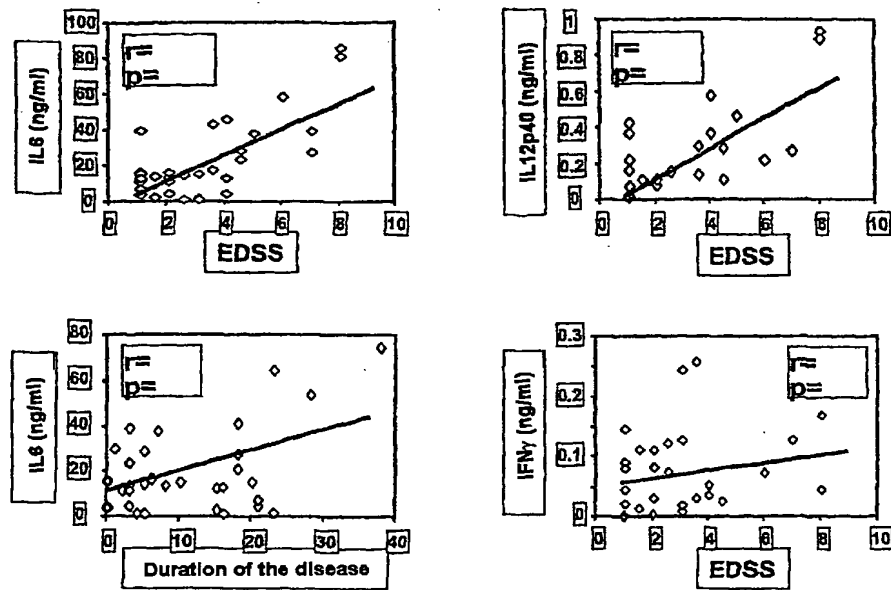 100
80
60
40
20
0
IL6 (ng/ml)
r=
p=
0 2 4 6 8 10
EDSS
1
0.8
0.6
0.4
0.2
0
IL12p40 (ng/ml)
r=
p=
0 2 4 6 8 10
EDSS
80
60
40
20
0
IL6 (ng/ml)
r=
p=
0 10 20 30 40
Duration of the disease
0.3
0.2
0.1
0
IFNγ (ng/ml)
r=
p=
0 2 4 6 8 10
EDSS